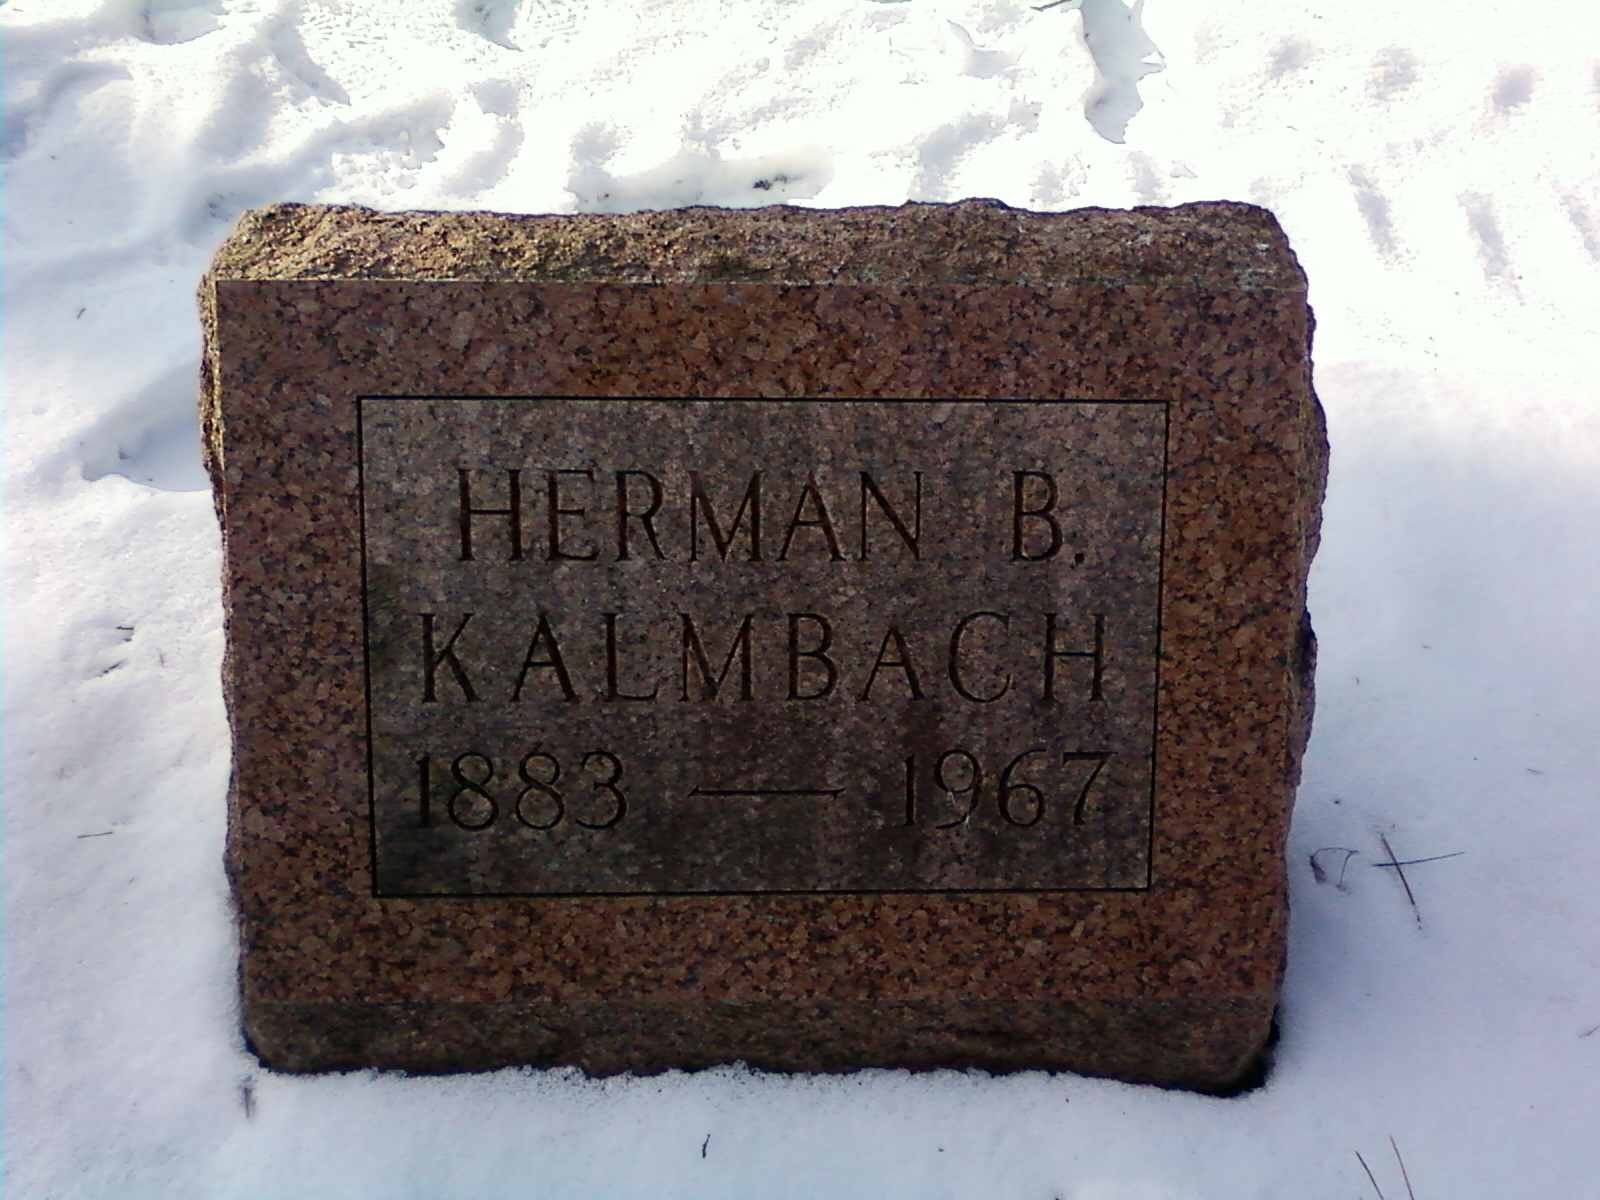 HERMAN B.
KALMBACH
1883 — 1967